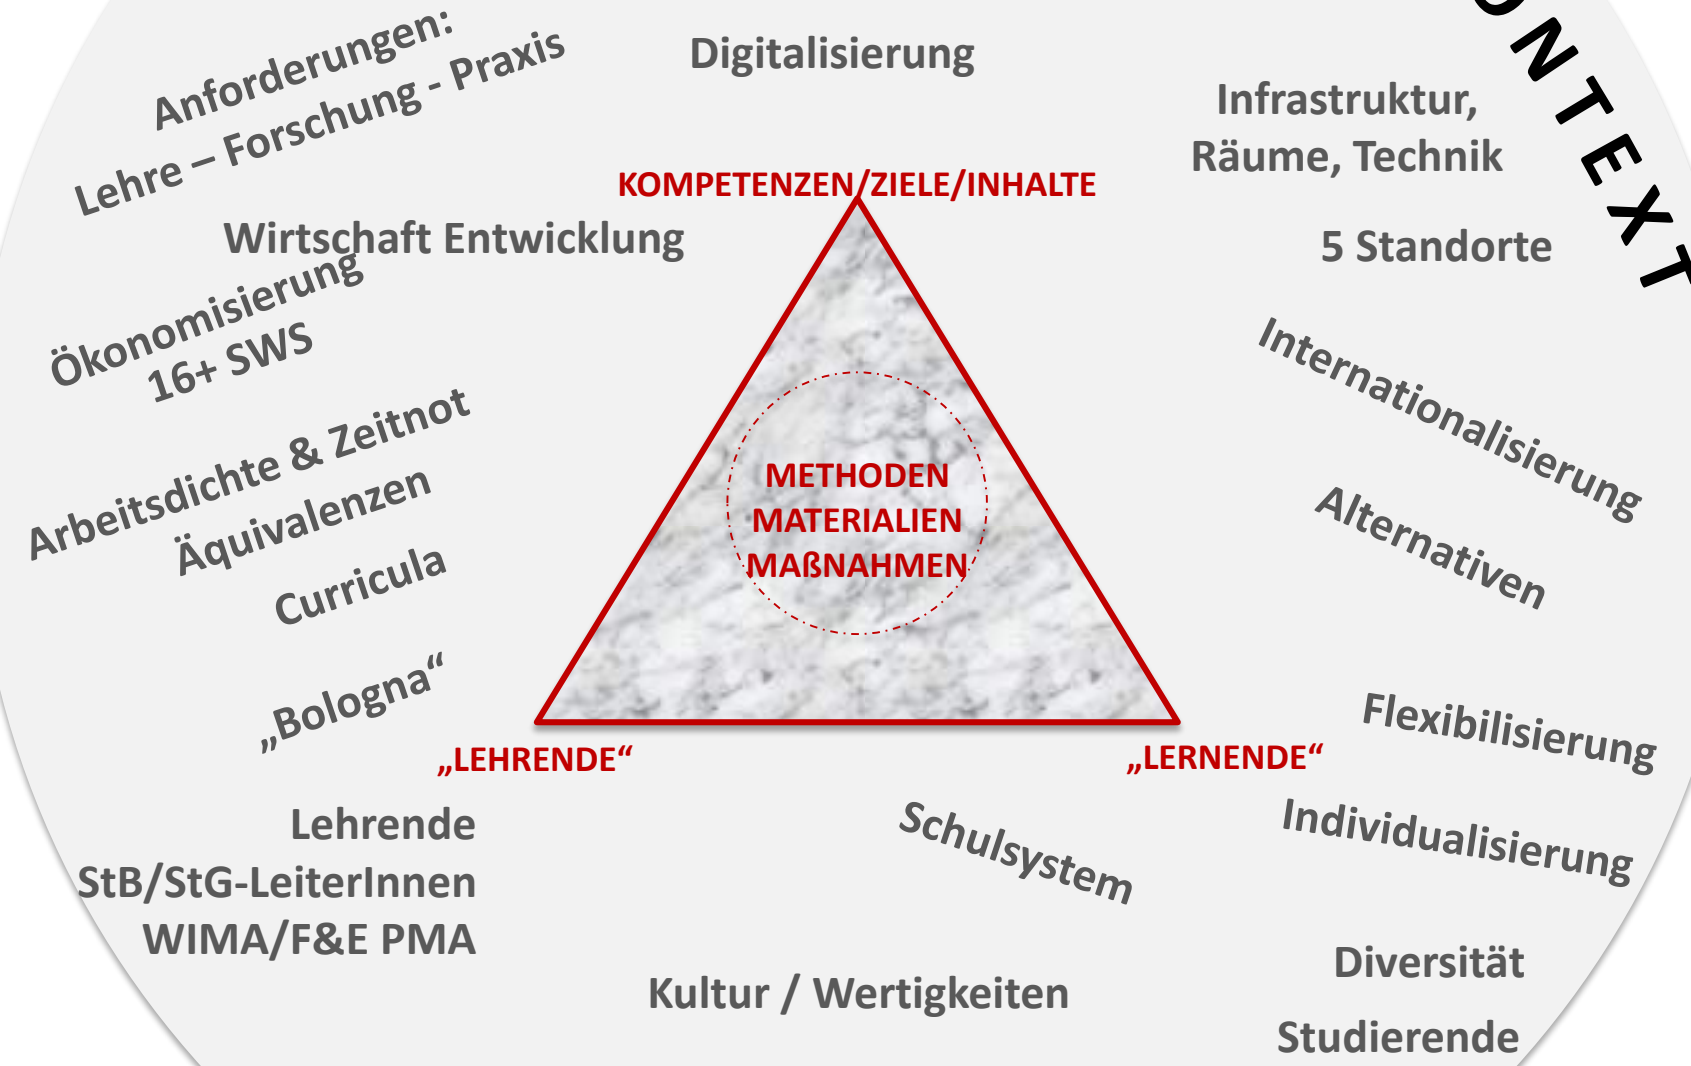 Anforderungen:
Lehre – Forschung - Praxis
Digitalisierung
ONTEXT
Infrastruktur,
Räume, Technik
KOMPETENZEN/ZIELE/INHALTE
Wirtschaft Entwicklung
5 Standorte
Ökonomisierung
16+ SWS
Internationalisierung
Arbeitsdichte & Zeitnot
Äquivalenzen
METHODEN
MATERIALIEN
MAßNAHMEN
Alternativen
Curricula
„Bologna“
Flexibilisierung
„LEHRENDE“
„LERNENDE“
Lehrende
StB/StG-LeiterInnen
WIMA/F&E PMA
Schulsystem
Individualisierung
Kultur / Wertigkeiten
Diversität
Studierende